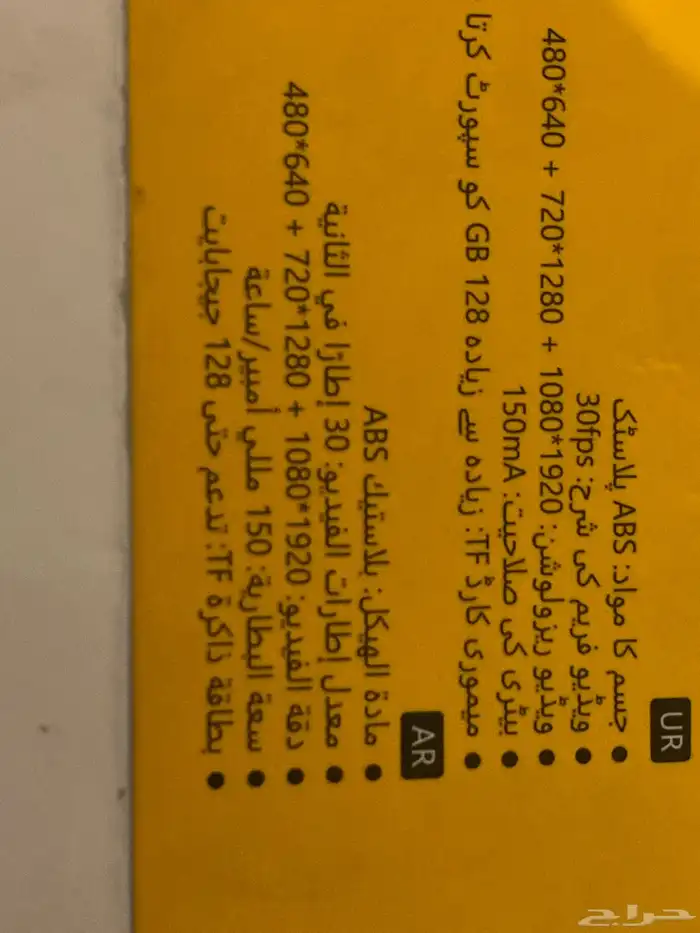 UR
● جسم کا مواد: ABS پلاسٹک
● ویڈیو فریم کی شرح: 30fps
● ویڈیو ریزولوشن: 1920*1080 + 1280*720 + 640*480
● بیٹری کی صلاحیت: 150mA
● میموری کارڈ TF: زیادہ سے زیادہ 128 GB کو سپورٹ کرتا
AR
● مادة الهيكل: بلاستيك ABS
● معدل إطارات الفيديو: 30 إطارًا في الثانية
● دقة الفيديو: 1920*1080 + 1280*720 + 640*480
● سعة البطارية: 150 مللي أمبير/ساعة
● بطاقة ذاكرة TF: تدعم حتى 128 جيجابايت
حراج